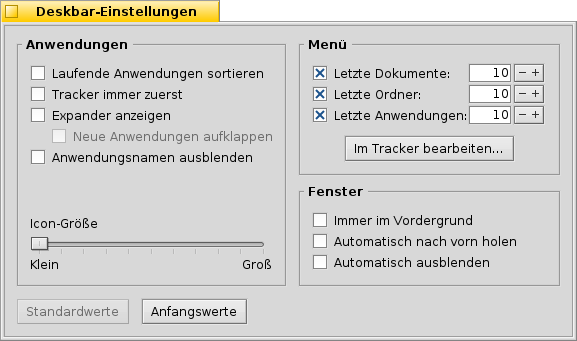 Deskbar-Einstellungen
Anwendungen
Laufende Anwendungen sortieren
Tracker immer zuerst
Expander anzeigen
Neue Anwendungen aufklappen
Anwendungsnamen ausblenden
Icon-Größe
Klein Groß
Menü
Letzte Dokumente: 10
Letzte Ordner: 10
Letzte Anwendungen: 10
Im Tracker bearbeiten...
Fenster
Immer im Vordergrund
Automatisch nach vorn holen
Automatisch ausblenden
Standardwerte Anfangswerte